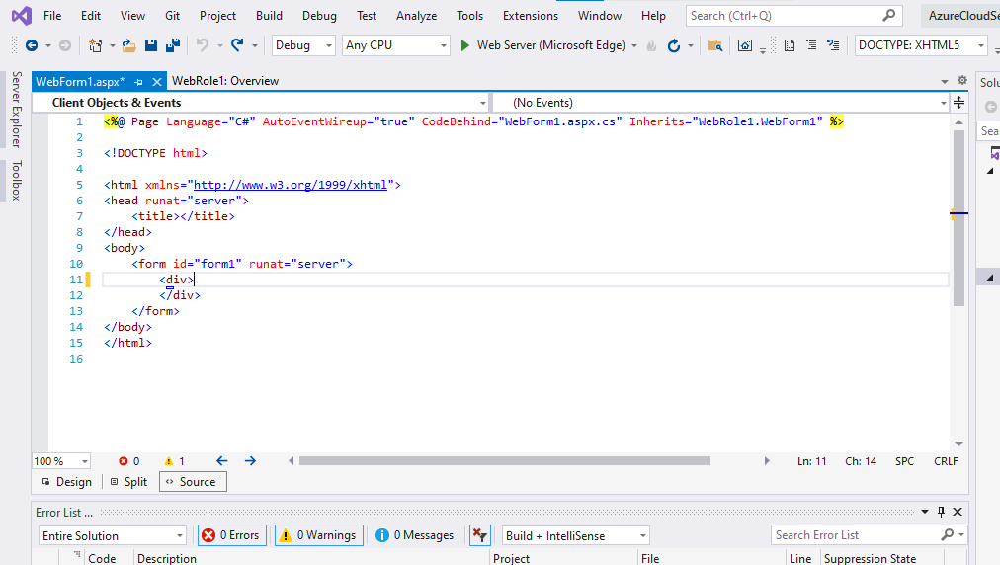 File Edit View Git Project Build Debug Test Analyze Tools Extensions Window Help Search (Ctrl+Q) AzureCloudSe
Debug Any CPU Web Server (Microsoft Edge) DOCTYPE: XHTML5
Server Explorer
Toolbox
WebForm1.aspx* WebRole1: Overview
Solu
Client Objects & Events (No Events)
Sea
1 <%@ Page Language="C#" AutoEventWireup="true" CodeBehind="WebForm1.aspx.cs" Inherits="WebRole1.WebForm1" %>
2
3 <!DOCTYPE html>
4
5 <html xmlns="http://www.w3.org/1999/xhtml">
6 <head runat="server">
7 <title></title>
8 </head>
9 <body>
10 <form id="form1" runat="server">
11 <div>
12 </div>
13 </form>
14 </body>
15 </html>
16
100 % 0 1 Ln: 11 Ch: 14 SPC CRLF
Design Split Source
Error List ...
Entire Solution 0 Errors 0 Warnings 0 Messages Build + IntelliSense Search Error List
Code Description Project File Line Suppression State